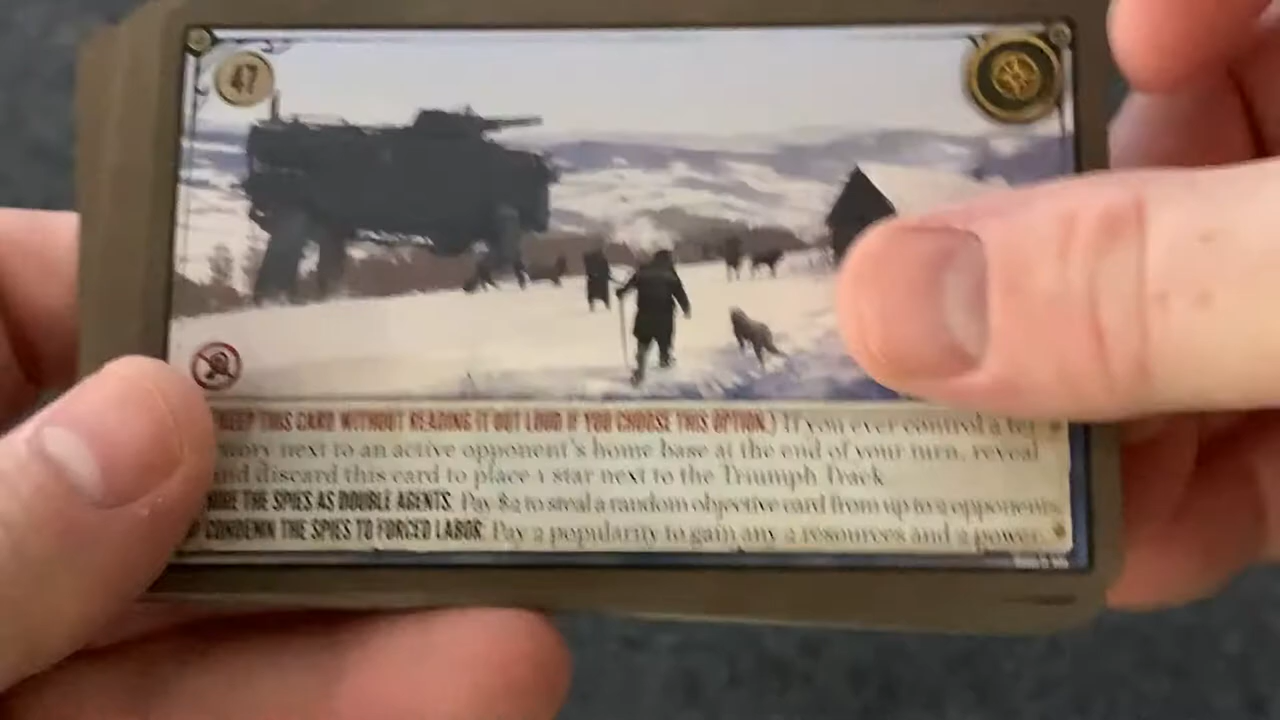 47
(KEEP THIS CARD WITHOUT READING IT OUT LOUD IF YOU CHOOSE THIS OPTION.) If you ever control a ter-
ritory next to an active opponent's home base at the end of your turn, reveal
and discard this card to place 1 star next to the Triumph Track
HIRE THE SPIES AS DOUBLE AGENTS. Pay $2 to steal a random objective card from up to 2 opponents.
CONDEMN THE SPIES TO FORCED LABOR. Pay 2 popularity to gain any 2 resources and 2 power.